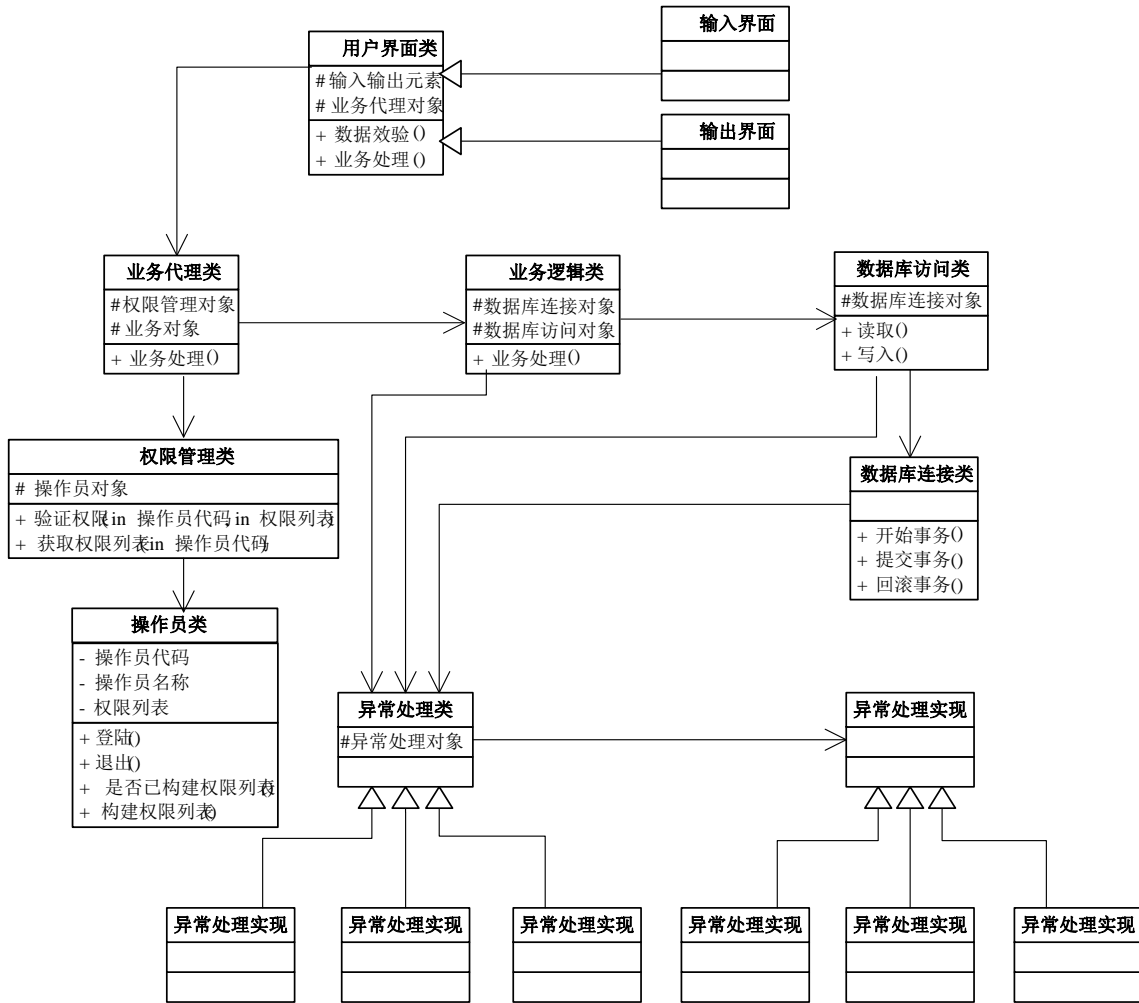 输入界面
用户界面类
#输入输出元素
# 业务代理对象
+ 数据效验()
+ 业务处理()
输出界面
业务代理类
#权限管理对象
# 业务对象
+ 业务处理()
业务逻辑类
#数据库连接对象
#数据库访问对象
+ 业务处理()
数据库访问类
#数据库连接对象
+ 读取()
+ 写入()
权限管理类
# 操作员对象
+ 验证权限(in 操作员代码,in 权限列表)
+ 获取权限列表(in 操作员代码)
数据库连接类
+ 开始事务()
+ 提交事务()
+ 回滚事务()
操作员类
- 操作员代码
- 操作员名称
- 权限列表
+ 登陆()
+ 退出()
+ 是否已构建权限列表()
+ 构建权限列表()
异常处理类
#异常处理对象
异常处理实现
异常处理实现
异常处理实现
异常处理实现
异常处理实现
异常处理实现
异常处理实现